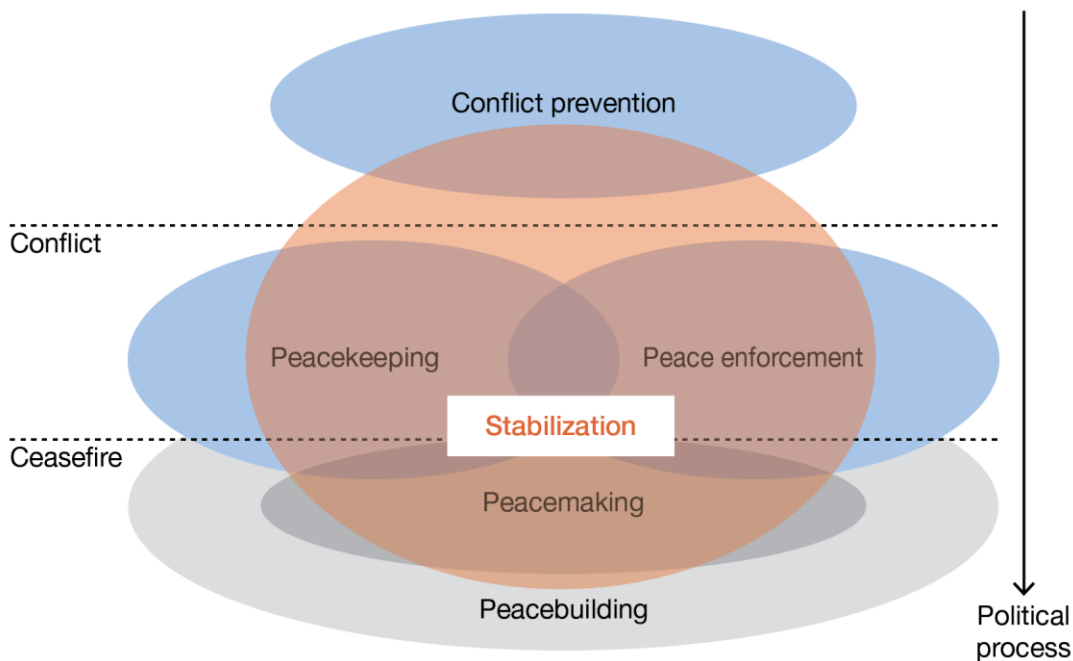 Conflict prevention
Conflict
Peacekeeping
Peace enforcement
Stabilization
Ceasefire
Peacemaking
Peacebuilding
Political
process